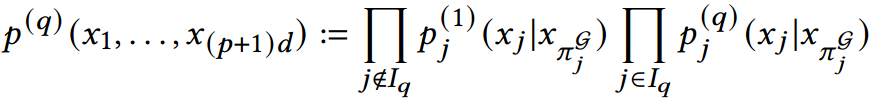 p^{(q)}(x_1, \ldots, x_{(p+1)d}) := \prod_{j \notin I_q} p_j^{(1)}(x_j | x_{\pi_j^{\mathcal{G}}}) \prod_{j \in I_q} p_j^{(q)}(x_j | x_{\pi_j^{\mathcal{G}}})